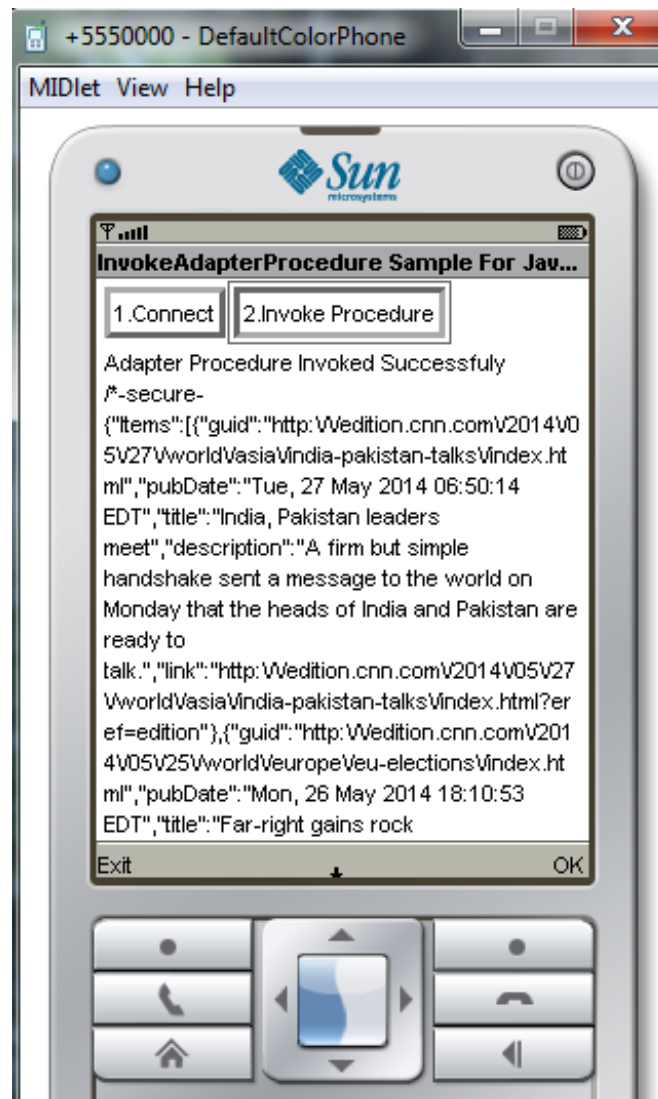 +5550000 - DefaultColorPhone
MIDlet View Help
Sun
microsystems
InvokeAdapterProcedure Sample For Jav...
1.Connect 2.Invoke Procedure
Adapter Procedure Invoked Successfuly
/*-secure-
{"Items":[{"guid":"http:\/\/edition.cnn.com\/2014\/0
5\/27\/world\/asia\/india-pakistan-talks\/index.ht
ml","pubDate":"Tue, 27 May 2014 06:50:14
EDT","title":"India, Pakistan leaders
meet","description":"A firm but simple
handshake sent a message to the world on
Monday that the heads of India and Pakistan are
ready to
talk.","link":"http:\/\/edition.cnn.com\/2014\/05\/27
\/world\/asia\/india-pakistan-talks\/index.html?er
ef=edition"},{"guid":"http:\/\/edition.cnn.com\/201
4\/05\/25\/world\/europe\/eu-elections\/index.ht
ml","pubDate":"Mon, 26 May 2014 18:10:53
EDT","title":"Far-right gains rock
Exit OK